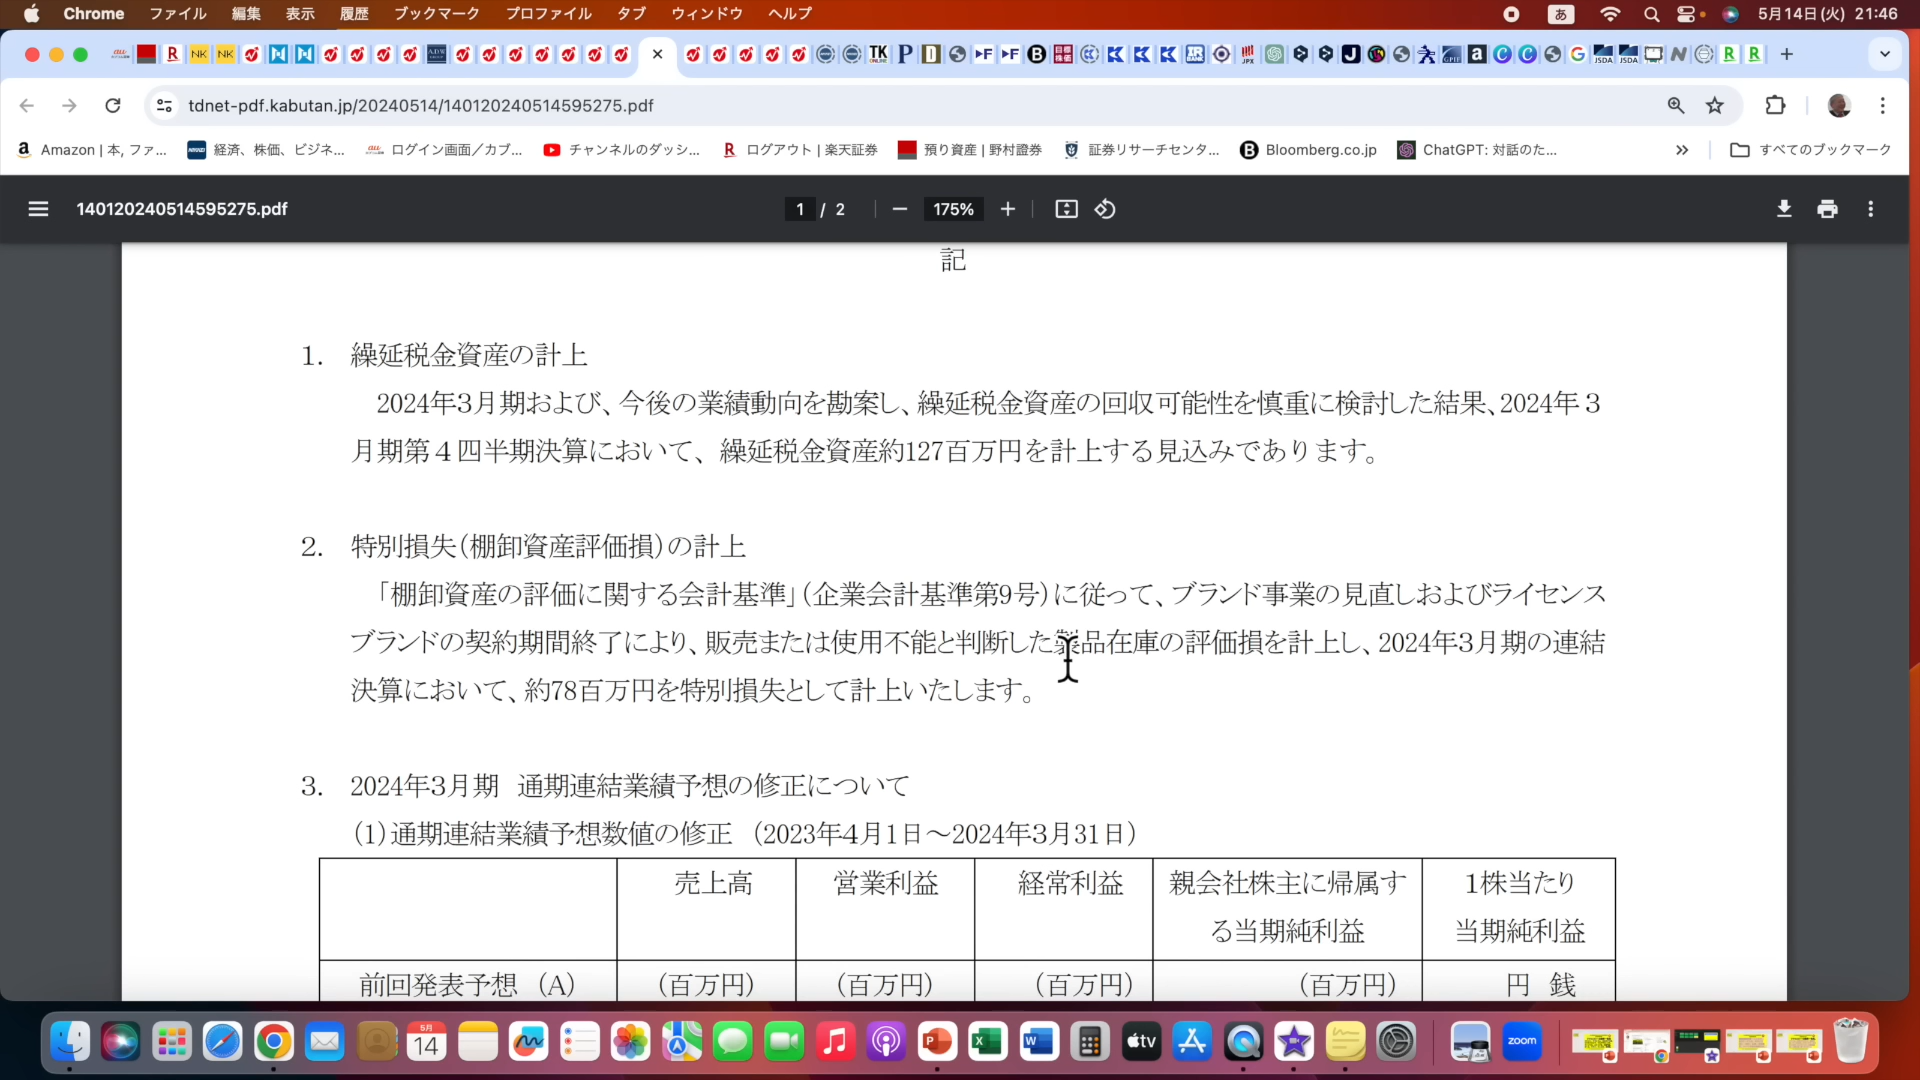 Chrome ファイル 編集 表示 履歴 ブックマーク プロファイル タブ ウィンドウ ヘルプ あ 5月14日(火) 21:46
tdnet-pdf.kabutan.jp/20240514/140120240514595275.pdf
Amazon | 本, ファ... 経済、株価、ビジネ... ログイン画面／カブ... チャンネルのダッシ... ログアウト | 楽天証券 預り資産 | 野村證券 証券リサーチセンタ... Bloomberg.co.jp ChatGPT: 対話のた... » すべてのブックマーク
140120240514595275.pdf 1 / 2 175%
記
1. 繰延税金資産の計上
2024年3月期および、今後の業績動向を勘案し、繰延税金資産の回収可能性を慎重に検討した結果、2024年3
月期第4四半期決算において、繰延税金資産約127百万円を計上する見込みであります。
2. 特別損失(棚卸資産評価損)の計上
「棚卸資産の評価に関する会計基準」(企業会計基準第9号)に従って、ブランド事業の見直しおよびライセンス
ブランドの契約期間終了により、販売または使用不能と判断した製品在庫の評価損を計上し、2024年3月期の連結
決算において、約78百万円を特別損失として計上いたします。
3. 2024年3月期 通期連結業績予想の修正について
(1)通期連結業績予想数値の修正 (2023年4月1日～2024年3月31日)
売上高 営業利益 経常利益 親会社株主に帰属す 1株当たり
る当期純利益 当期純利益
前回発表予想 (A) (百万円) (百万円) (百万円) (百万円) 円 銭
5月
14
tv
zoom